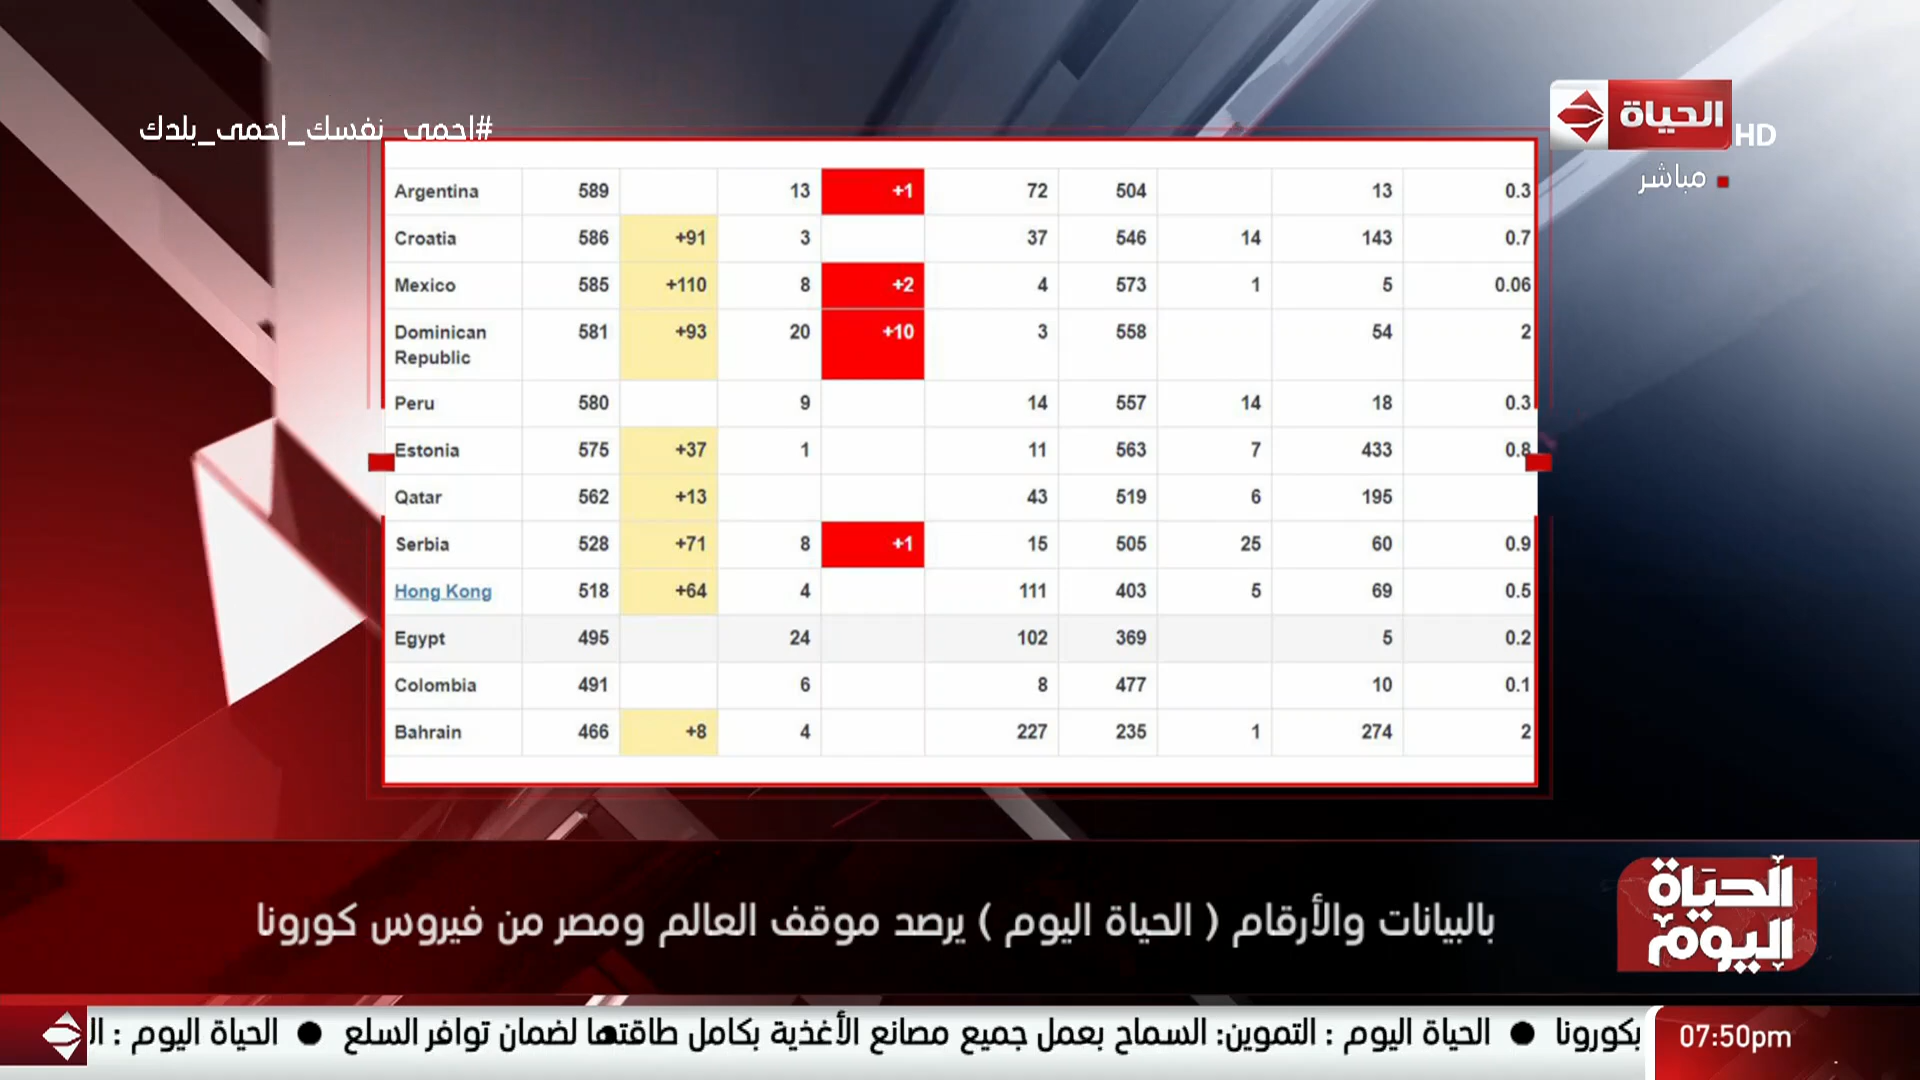 #احمى_نفسك_احمى_بلدك
الحياة HD
مباشر
Argentina 589 13 +1 72 504 13 0.3
Croatia 586 +91 3 37 546 14 143 0.7
Mexico 585 +110 8 +2 4 573 1 5 0.06
Dominican Republic 581 +93 20 +10 3 558 54 2
Peru 580 9 14 557 14 18 0.3
Estonia 575 +37 1 11 563 7 433 0.8
Qatar 562 +13 43 519 6 195
Serbia 528 +71 8 +1 15 505 25 60 0.9
Hong Kong 518 +64 4 111 403 5 69 0.5
Egypt 495 24 102 369 5 0.2
Colombia 491 6 8 477 10 0.1
Bahrain 466 +8 4 227 235 1 274 2
بالبيانات والأرقام ( الحياة اليوم ) يرصد موقف العالم ومصر من فيروس كورونا
الحياة
اليوم
بكورونا ● الحياة اليوم : التموين: السماح بعمل جميع مصانع الأغذية بكامل طاقتها لضمان توافر السلع ● الحياة اليوم : ال
07:50pm